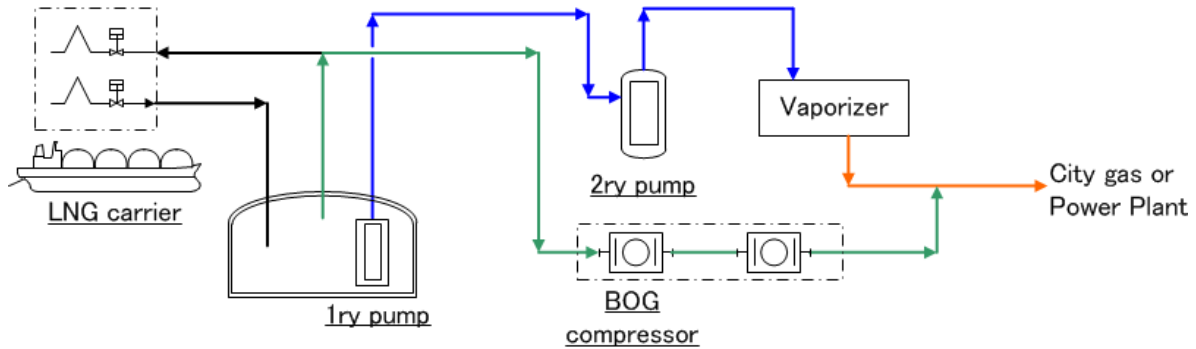 Vaporizer
2ry pump
City gas or
Power Plant
LNG carrier
1ry pump
BOG
compressor